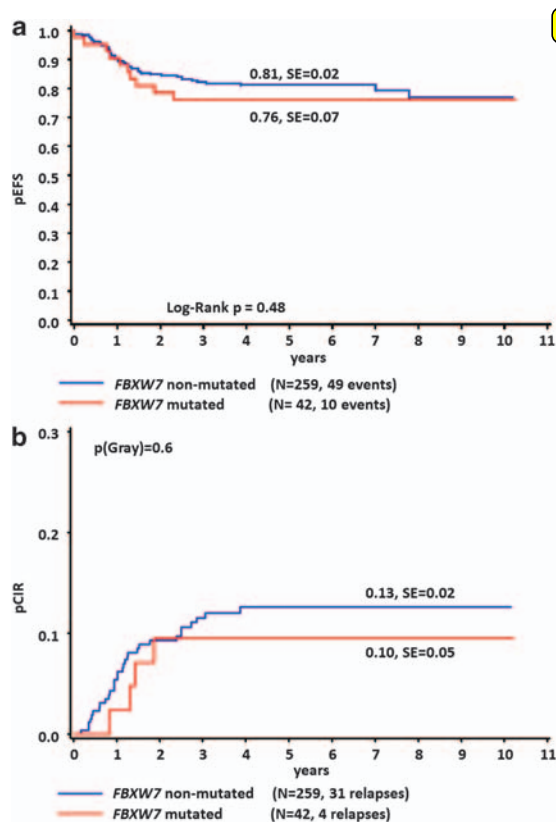 a
1.0
0.9
0.8
0.7
0.6
0.5
0.4
0.3
0.2
0.1
0.0
pEFS
0.81, SE=0.02
0.76, SE=0.07
Log-Rank p = 0.48
0 1 2 3 4 5 6 7 8 9 10 11
years
FBXW7 non-mutated (N=259, 49 events)
FBXW7 mutated (N= 42, 10 events)
b
0.3
0.2
0.1
0.0
pCIR
p(Gray)=0.6
0.13, SE=0.02
0.10, SE=0.05
0 1 2 3 4 5 6 7 8 9 10 11
years
FBXW7 non-mutated (N=259, 31 relapses)
FBXW7 mutated (N=42, 4 relapses)